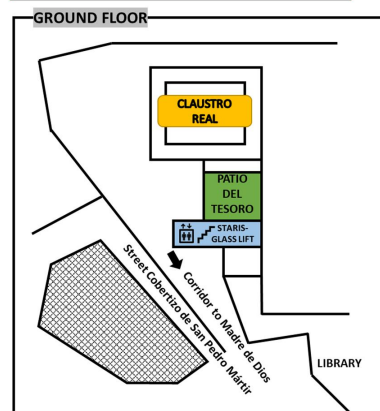 GROUND FLOOR
CLAUSTRO
REAL
PATIO
DEL
TESORO
STARIS-
GLASS LIFT
Street Cobertizo de San Pedro Mártir
Corridor to Madre de Dios
LIBRARY